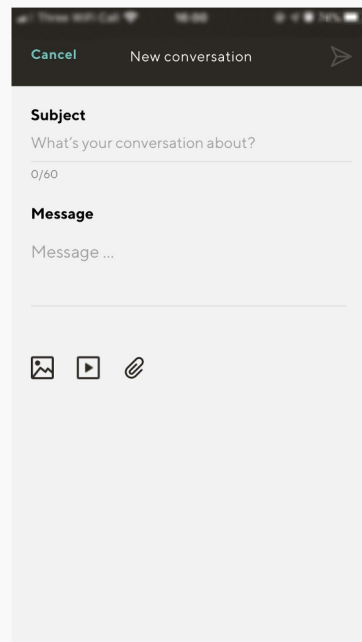 Cancel New conversation
Subject
What's your conversation about?
0/60
Message
Message ...